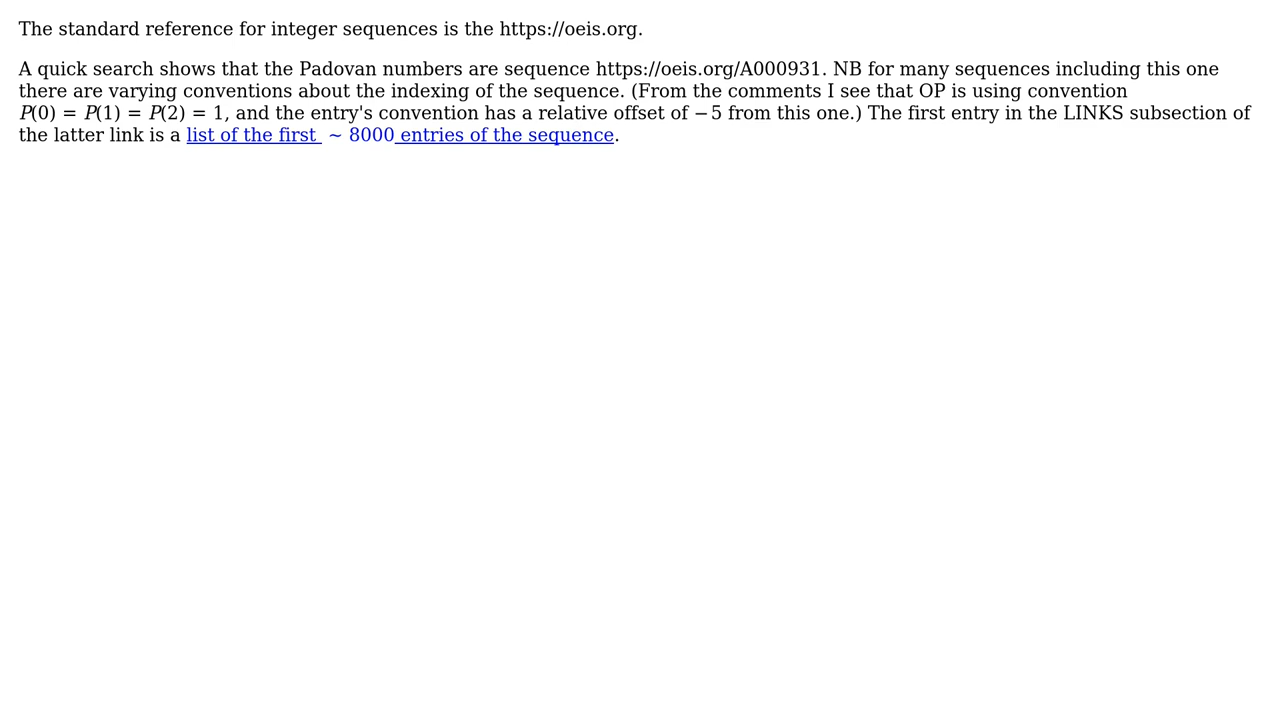 The standard reference for integer sequences is the https://oeis.org.
A quick search shows that the Padovan numbers are sequence https://oeis.org/A000931. NB for many sequences including this one
there are varying conventions about the indexing of the sequence. (From the comments I see that OP is using convention
P(0) = P(1) = P(2) = 1, and the entry's convention has a relative offset of −5 from this one.) The first entry in the LINKS subsection of
the latter link is a list of the first ∼ 8000 entries of the sequence.